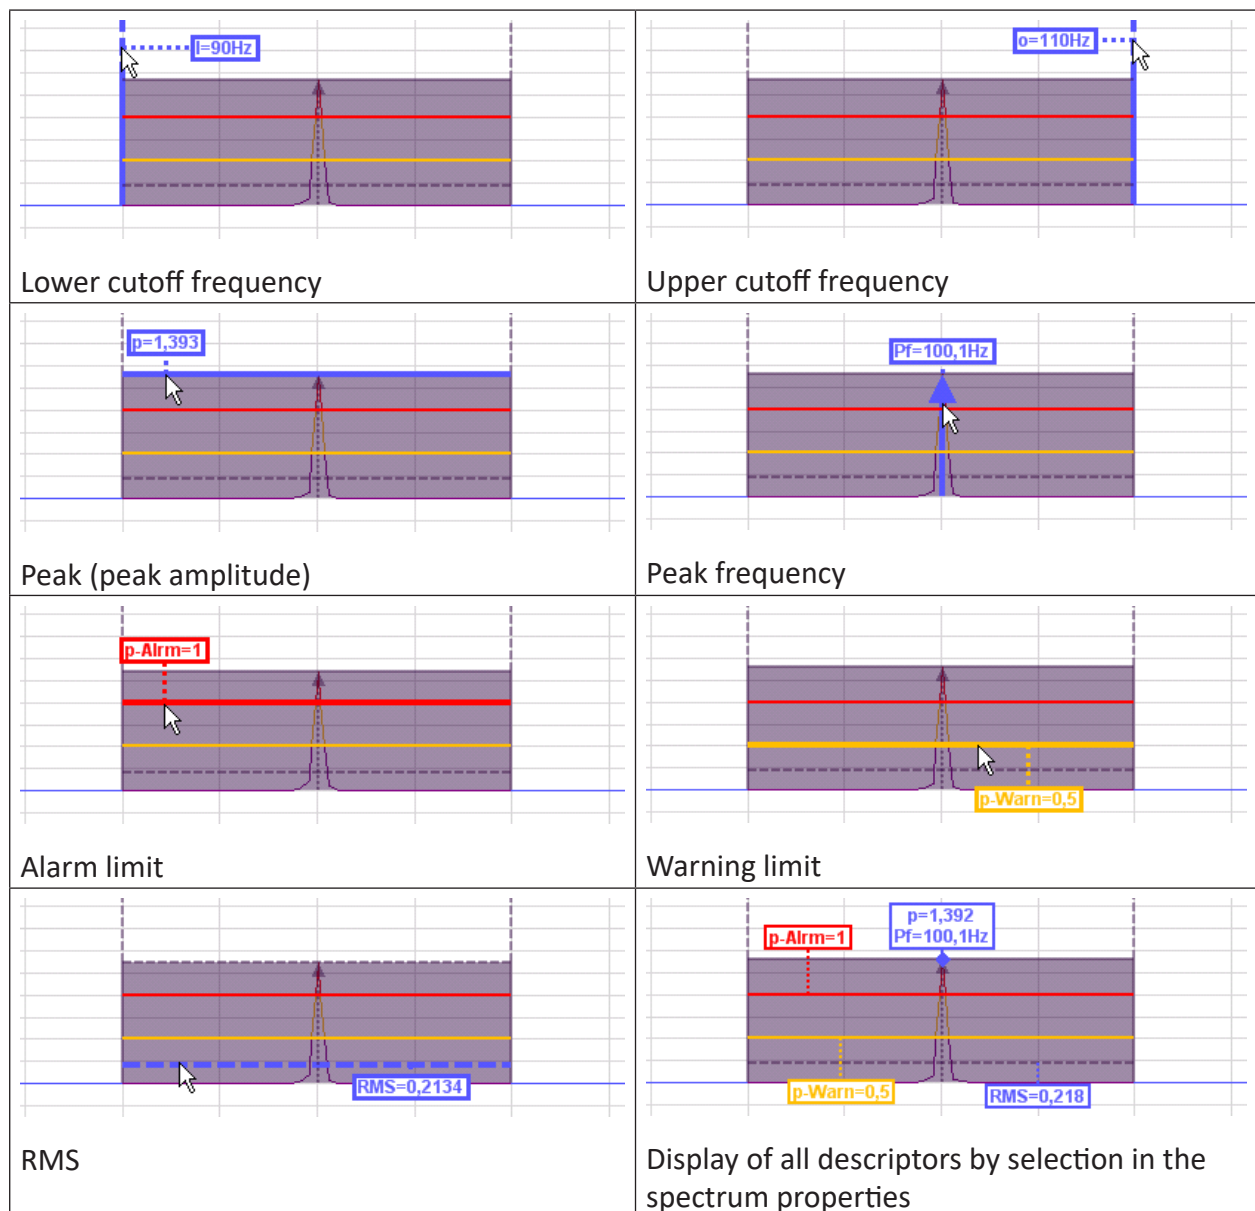 l=90Hz
Lower cutoff frequency
o=110Hz
Upper cutoff frequency
p=1,393
Peak (peak amplitude)
Pf=100,1Hz
Peak frequency
p-Alrm=1
Alarm limit
p-Warn=0,5
Warning limit
RMS=0,2134
RMS
p=1,392
Pf=100,1Hz
p-Alrm=1
p-Warn=0,5
RMS=0,218
Display of all descriptors by selection in the
spectrum properties